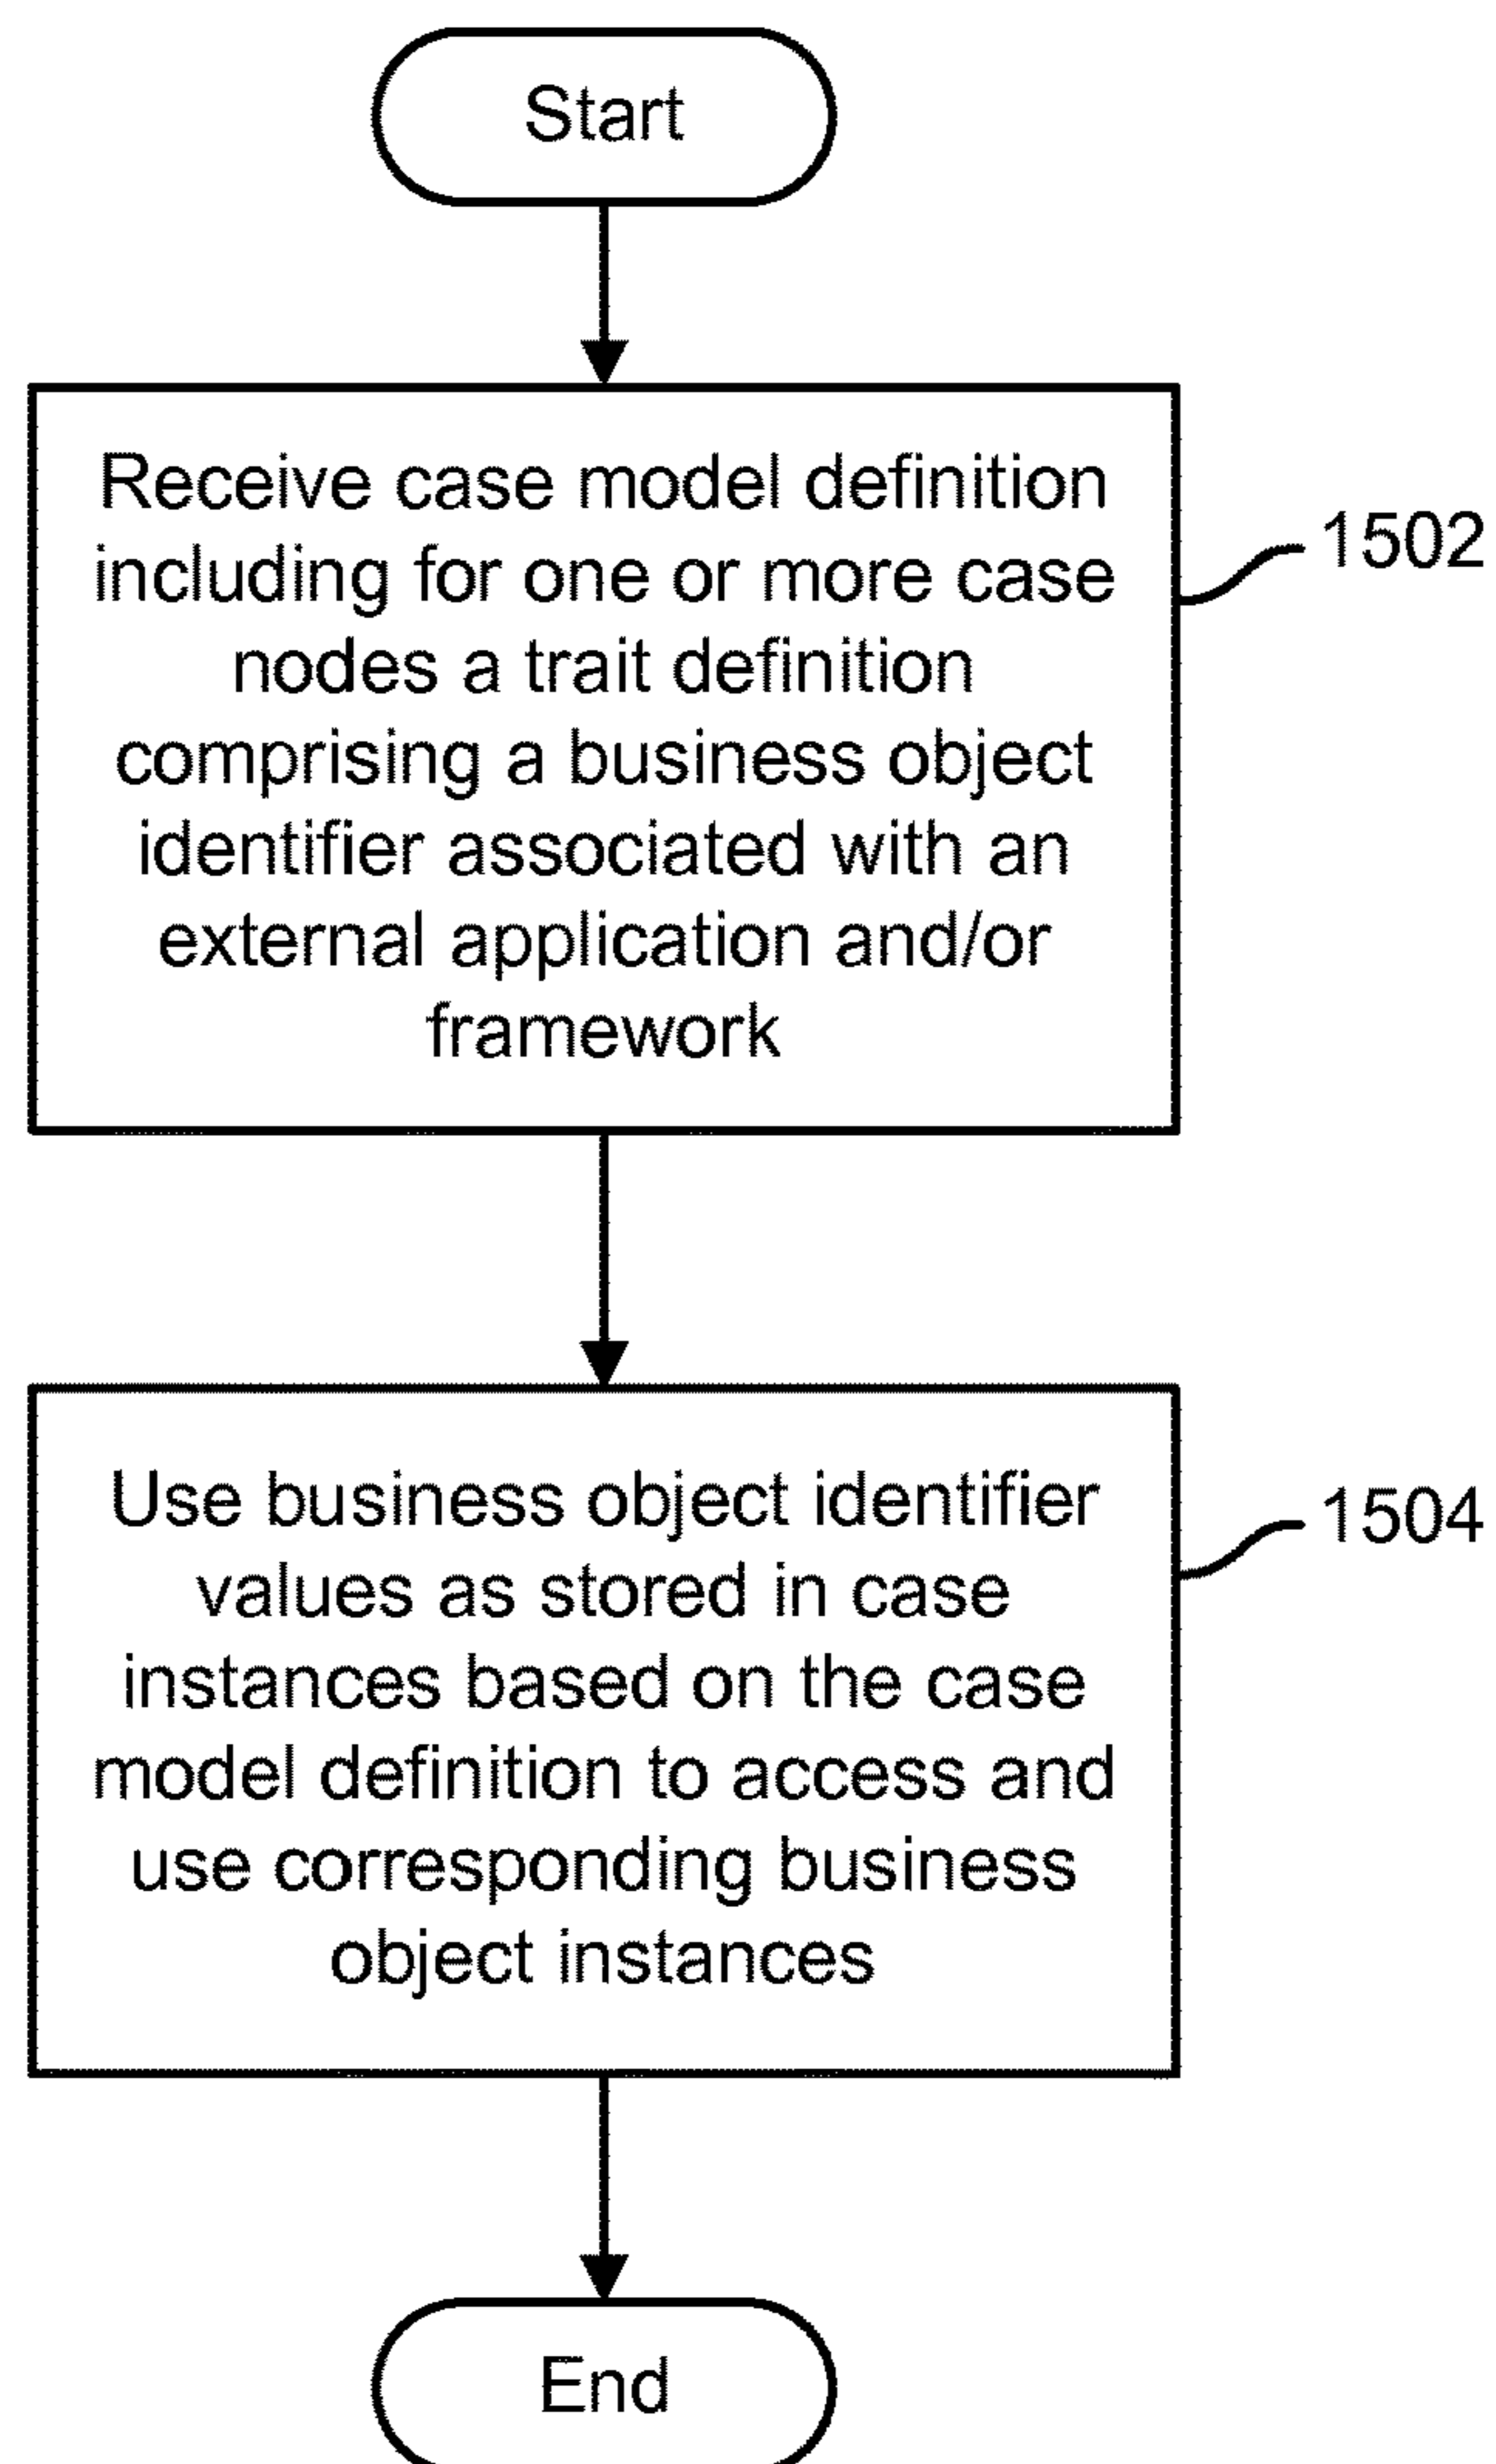 Start
Receive case model definition
including for one or more case
nodes a trait definition
comprising a business object
identifier associated with an
external application and/or
framework
1502
Use business object identifier
values as stored in case
instances based on the case
model definition to access and
use corresponding business
object instances
1504
End